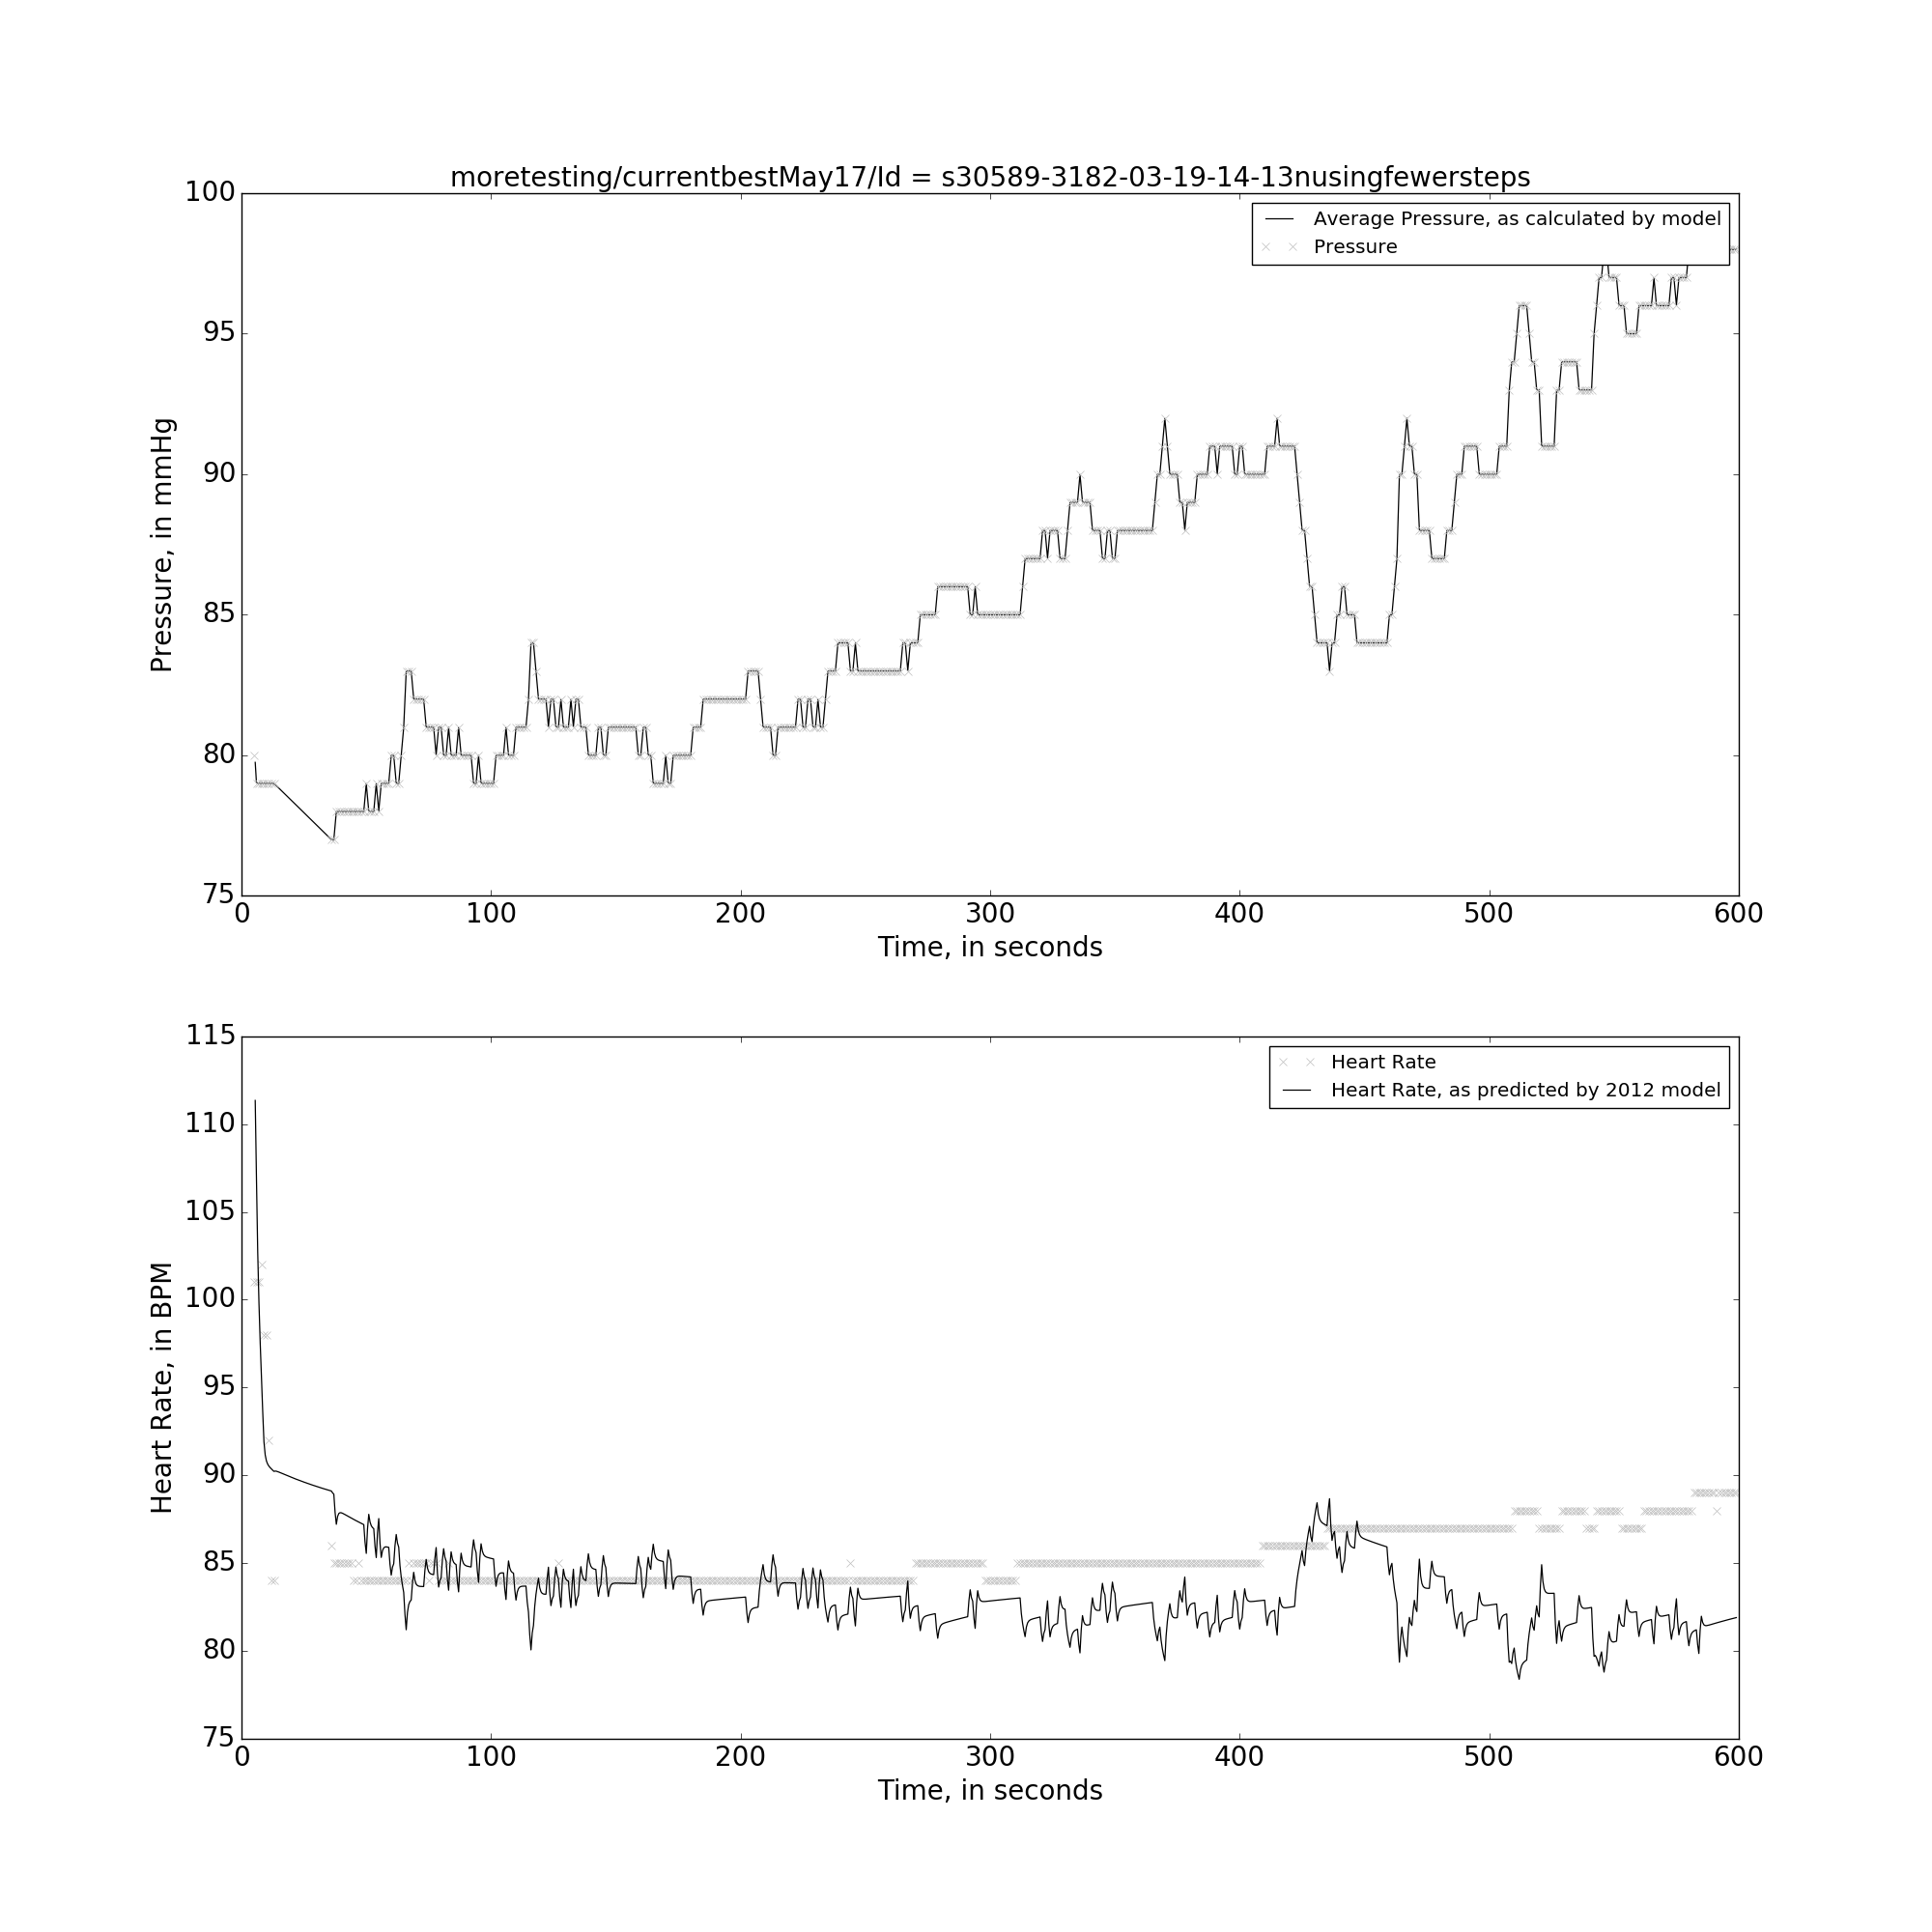 moretesting/currentbestMay17/Id = s30589-3182-03-19-14-13nusingfewersteps
100
95
90
85
80
75
Pressure, in mmHg
Average Pressure, as calculated by model
Pressure
0 100 200 300 400 500 600
Time, in seconds
115
110
105
100
95
90
85
80
75
Heart Rate, in BPM
Heart Rate
Heart Rate, as predicted by 2012 model
0 100 200 300 400 500 600
Time, in seconds